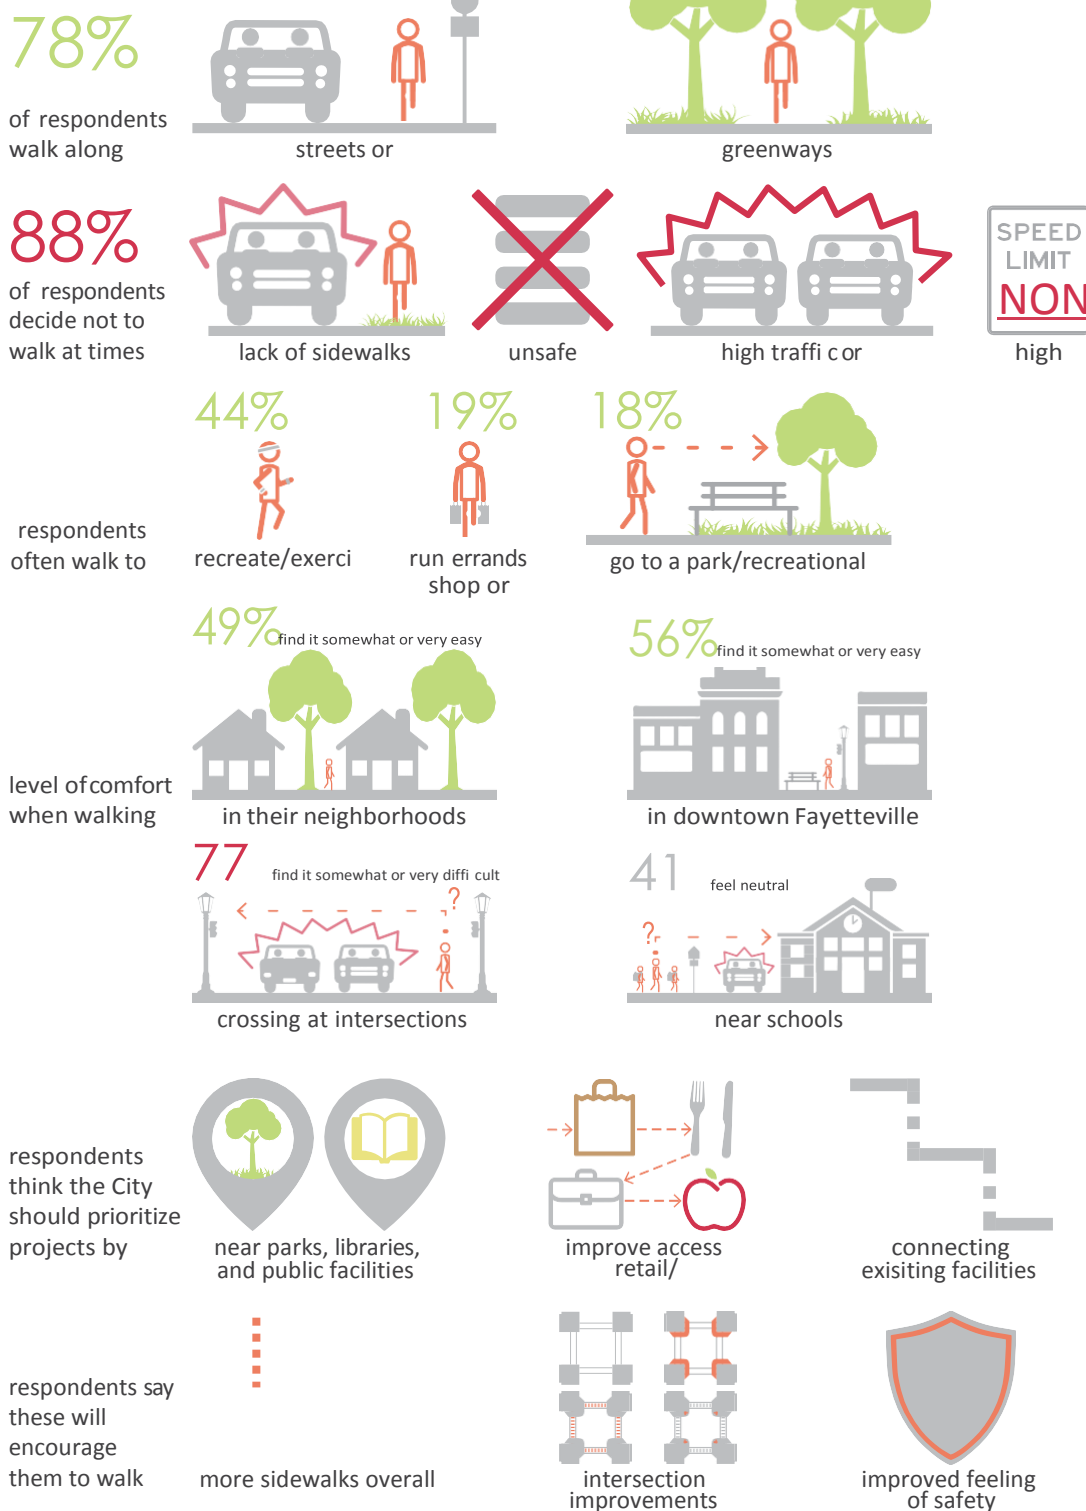 78%
of respondents
walk along
streets or
greenways
88%
of respondents
decide not to
walk at times
lack of sidewalks
unsafe
high traffi c or
SPEED
LIMIT
NON
high
respondents
often walk to
44%
recreate/exerci
19%
run errands
shop or
18%
go to a park/recreational
level of comfort
when walking
49% find it somewhat or very easy
in their neighborhoods
56% find it somewhat or very easy
in downtown Fayetteville
77 find it somewhat or very diffi cult
?
crossing at intersections
41 feel neutral
?
near schools
respondents
think the City
should prioritize
projects by
near parks, libraries,
and public facilities
improve access
retail/
connecting
exisiting facilities
respondents say
these will
encourage
them to walk
more sidewalks overall
intersection
improvements
improved feeling
of safety